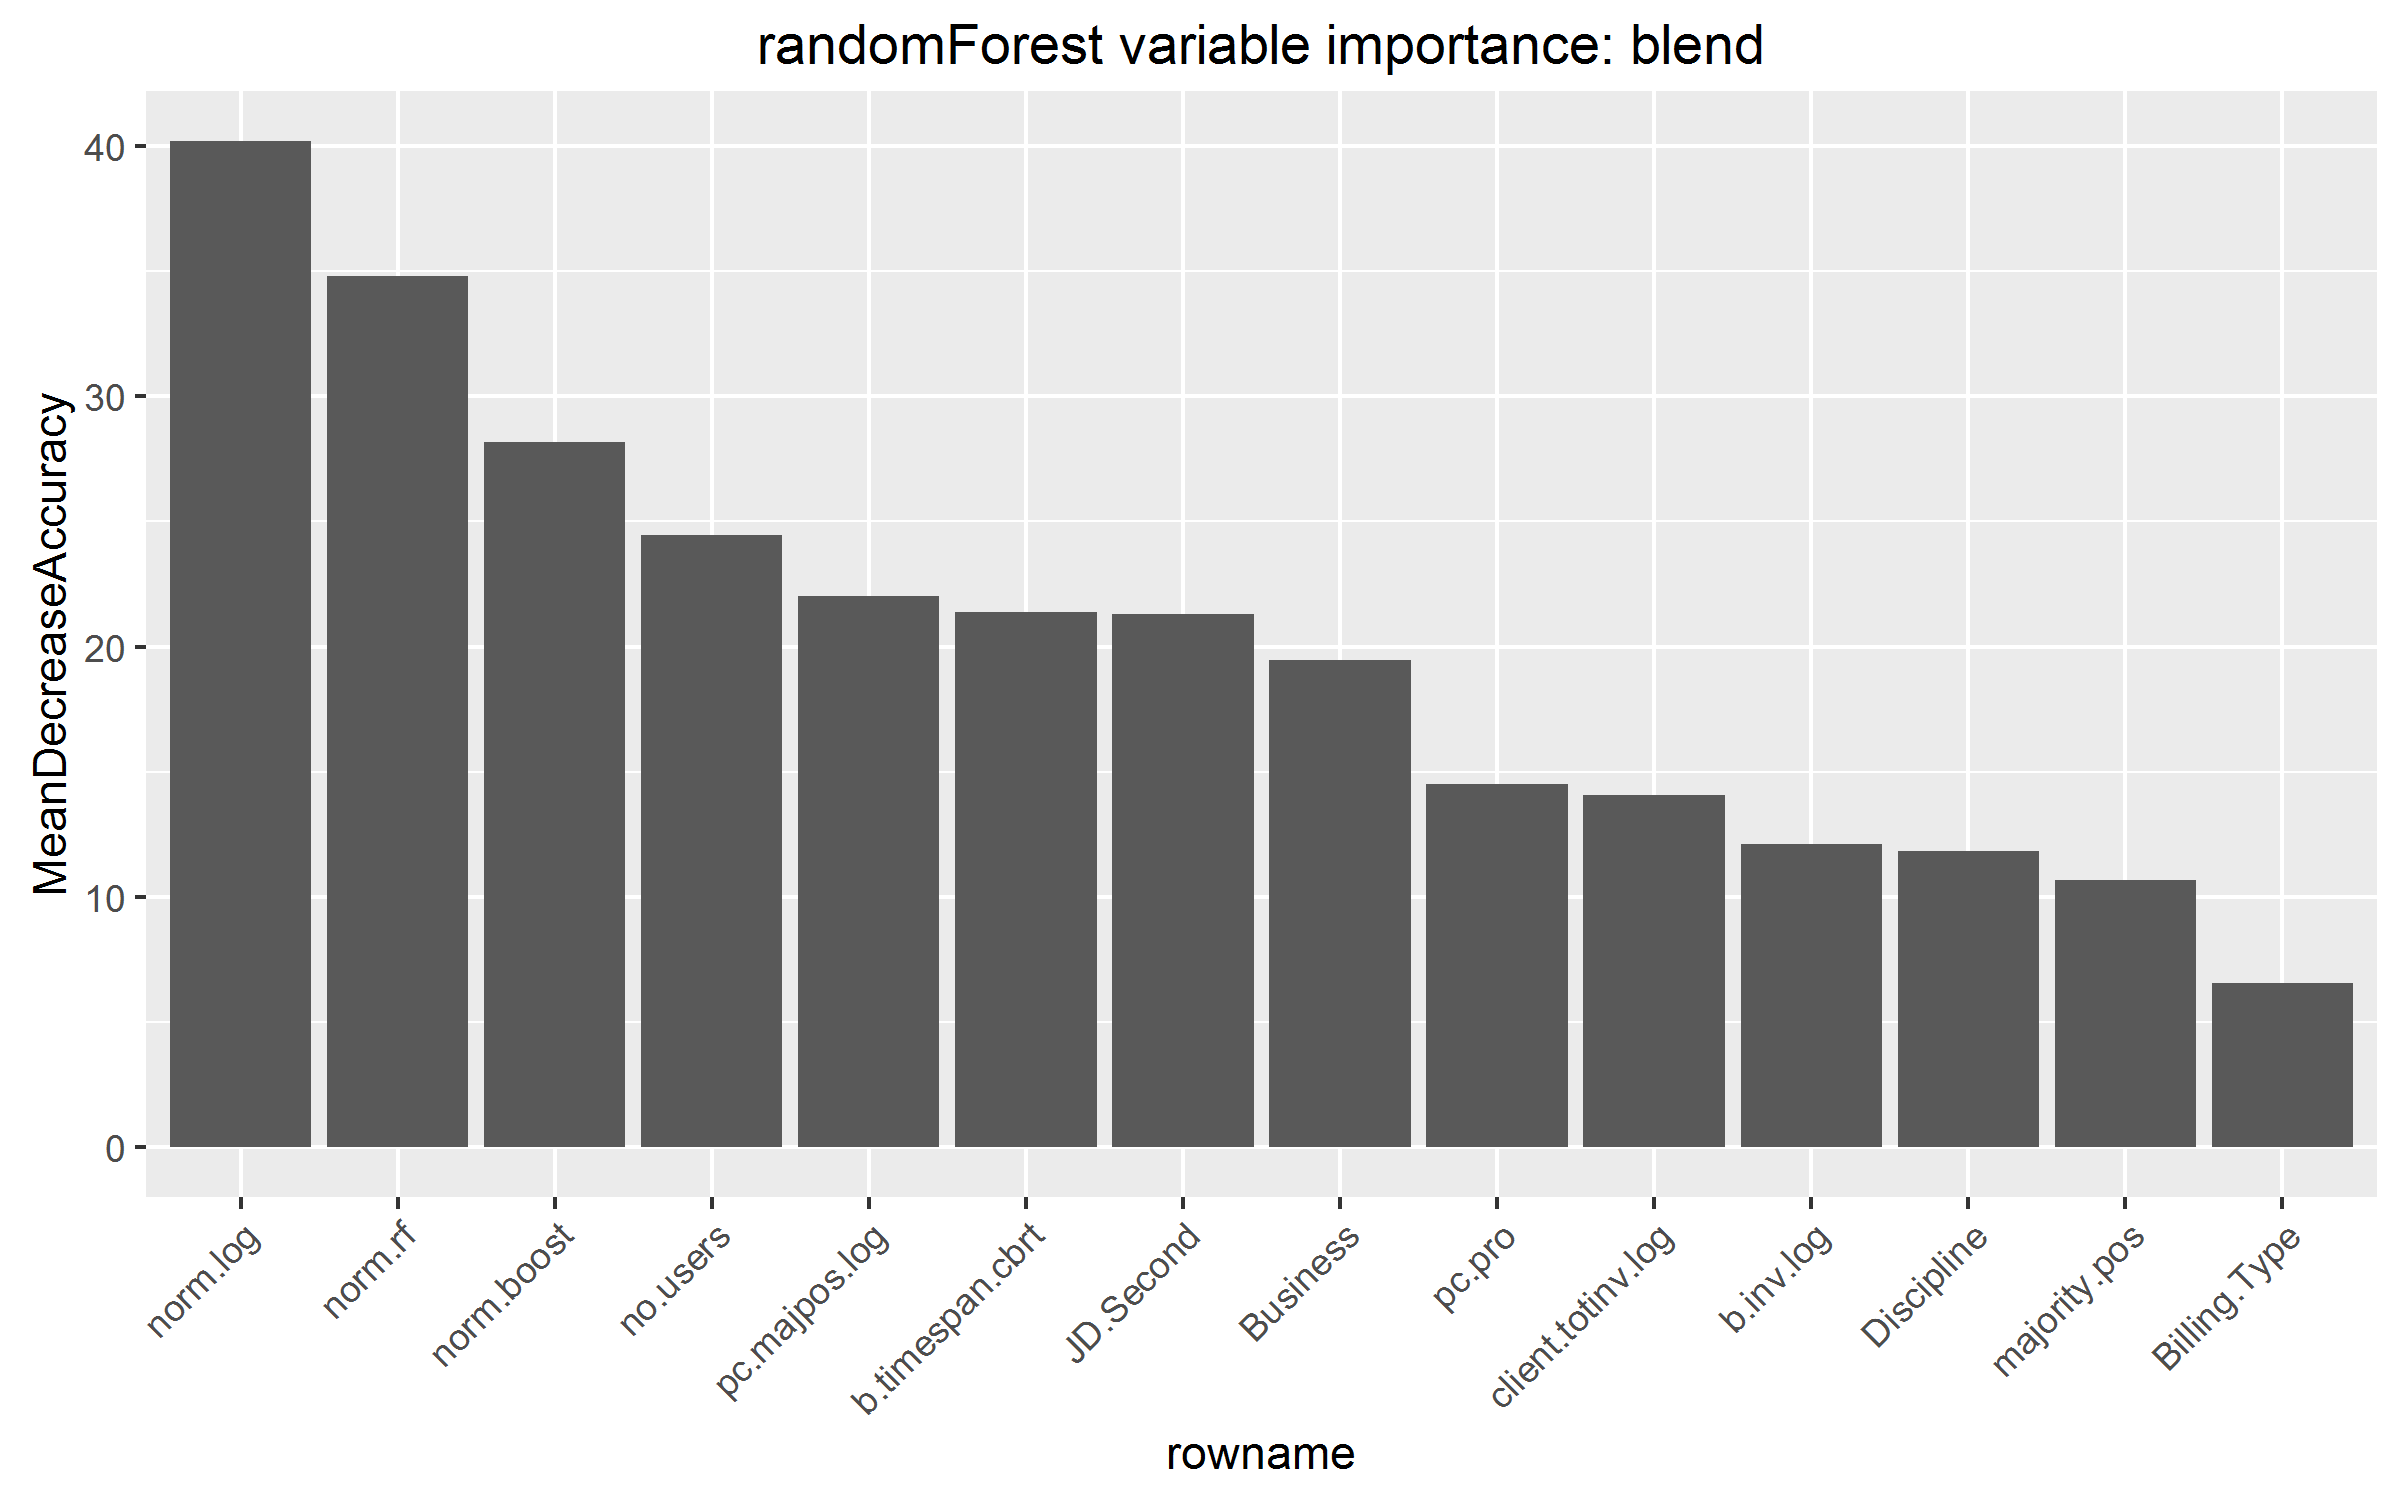 randomForest variable importance: blend
MeanDecreaseAccuracy
40
30
20
10
0
norm.log
norm.rf
norm.boost
no.users
pc.majpos.log
b.timespan.cbrt
JD.Second
Business
pc.pro
client.totinv.log
b.inv.log
Discipline
majority.pos
Billing.Type
rowname